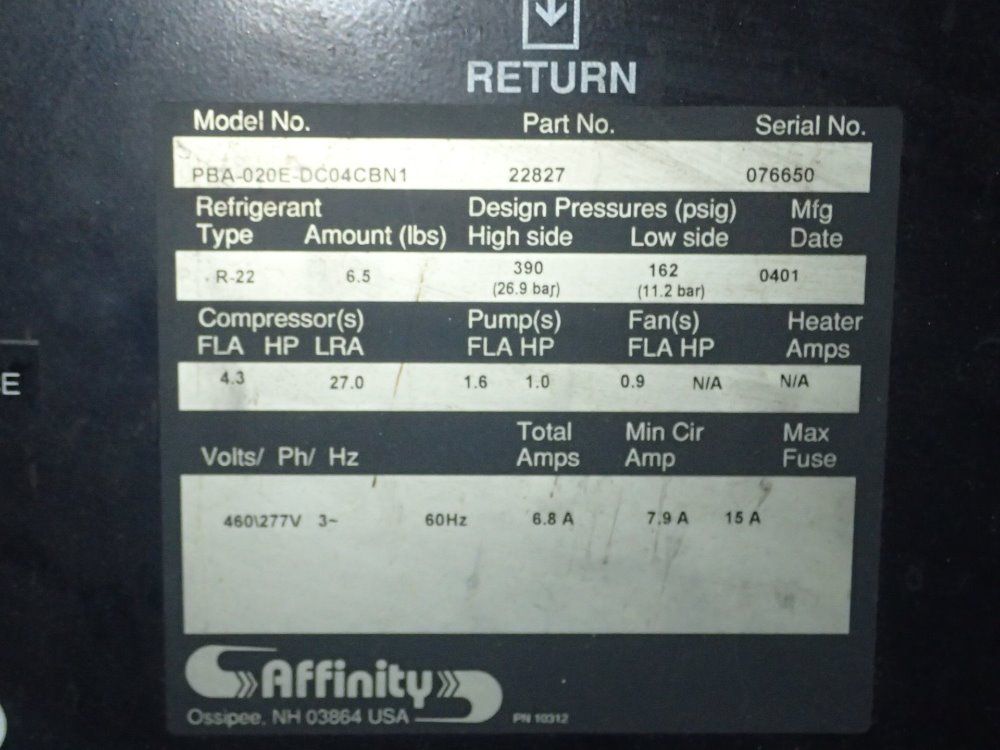 RETURN
Model No. Part No. Serial No.
PBA-020E-DC04CBN1 22827 076650
Refrigerant Design Pressures (psig) Mfg
Type Amount (lbs) High side Low side Date
R-22 6.5 390 162 0401
(26.9 bar) (11.2 bar)
Compressor(s) Pump(s) Fan(s) Heater
FLA HP LRA FLA HP FLA HP Amps
4.3 27.0 1.6 1.0 0.9 N/A N/A
E
Total Min Cir Max
Volts/ Ph/ Hz Amps Amp Fuse
460\277V 3~ 60Hz 6.8 A 7.9 A 15 A
Affinity
Ossipee, NH 03864 USA PN 10312